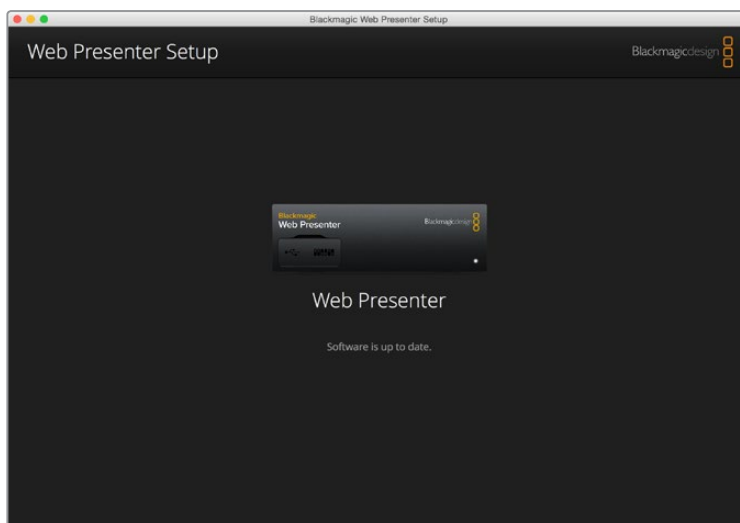 Blackmagic Web Presenter Setup
Web Presenter Setup
Blackmagicdesign
Blackmagic
Web Presenter
Blackmagicdesign
Web Presenter
Software is up to date.